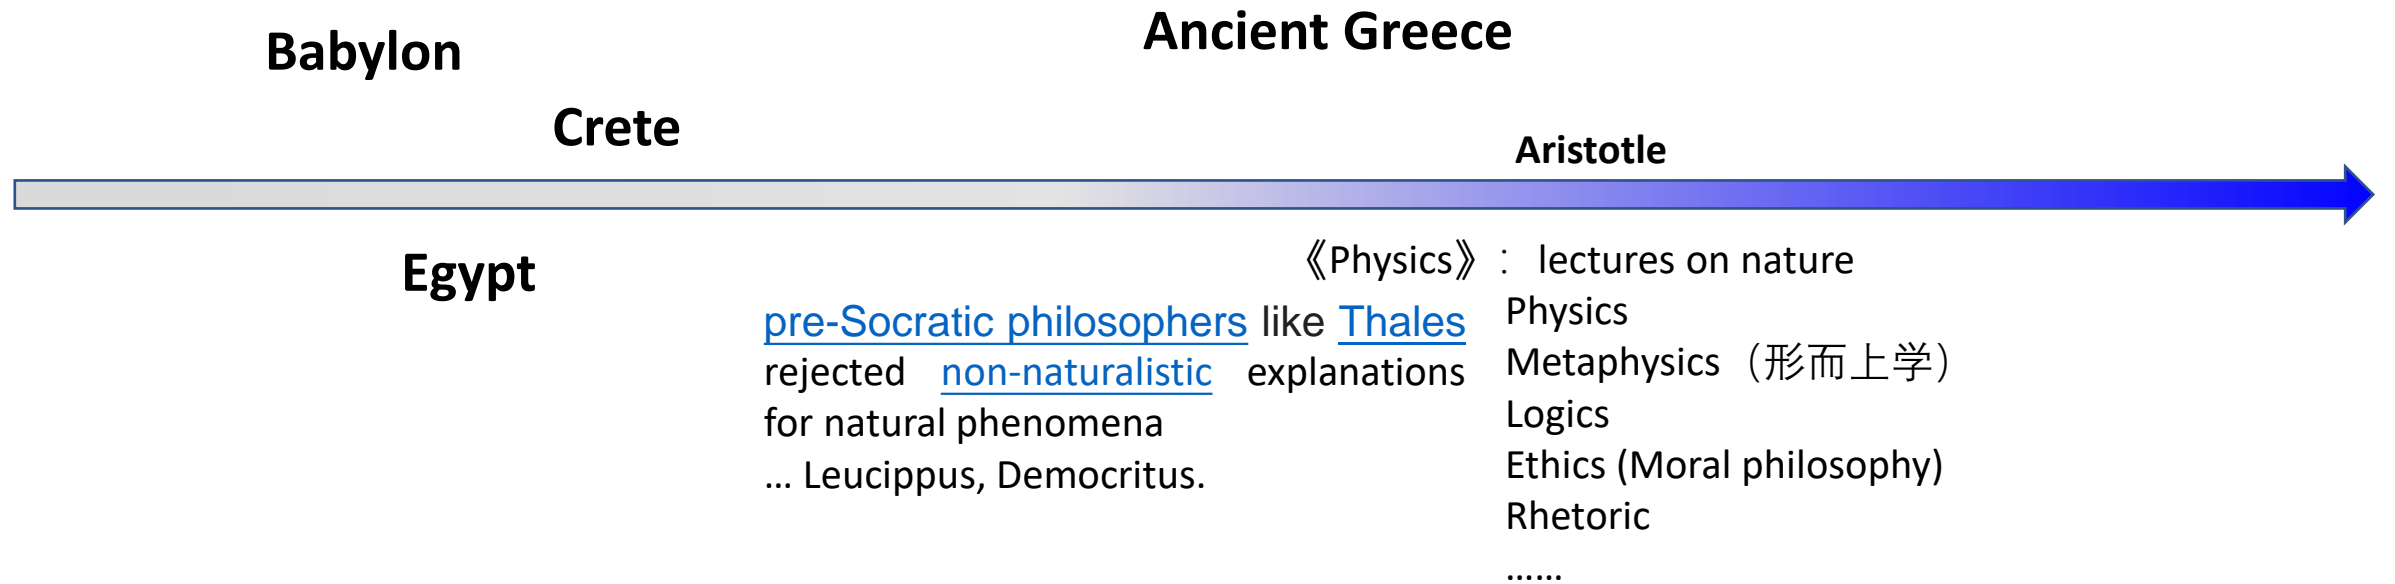 Ancient Greece
Babylon
Crete
Aristotle
Egypt
《Physics》： lectures on nature
pre-Socratic philosophers like Thales
rejected non-naturalistic explanations
for natural phenomena
... Leucippus, Democritus.
Physics
Metaphysics（形而上学）
Logics
Ethics (Moral philosophy)
Rhetoric
……